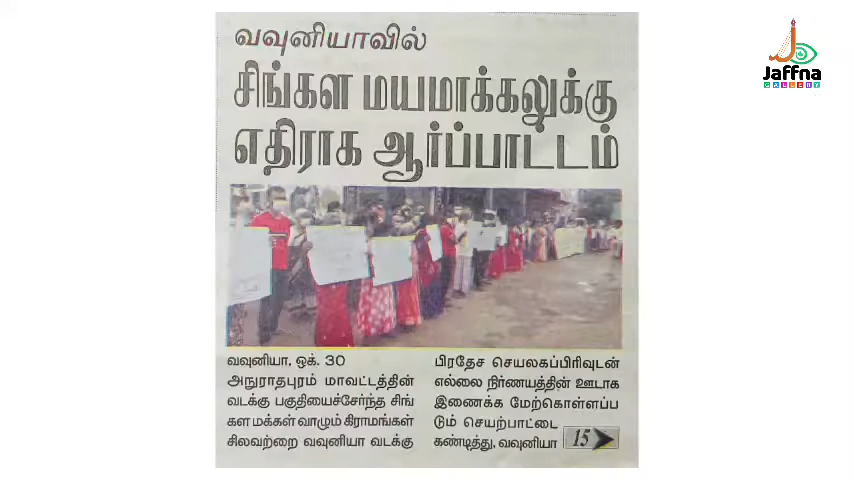 வவுனியாவில்
சிங்கள மயமாக்கலுக்கு
எதிராக ஆர்ப்பாட்டம்
வவுனியா, ஒக். 30
அநுராதபுரம் மாவட்டத்தின்
வடக்கு பகுதியைச்சேர்ந்த சிங்
கள மக்கள் வாழும் கிராமங்கள்
சிலவற்றை வவுனியா வடக்கு
பிரதேச செயலகப்பிரிவுடன்
எல்லை நிர்ணயத்தின் ஊடாக
இணைக்க மேற்கொள்ளப்ப
டும் செயற்பாட்டை
கண்டித்து, வவுனியா 15
Jaffna
GALLERY